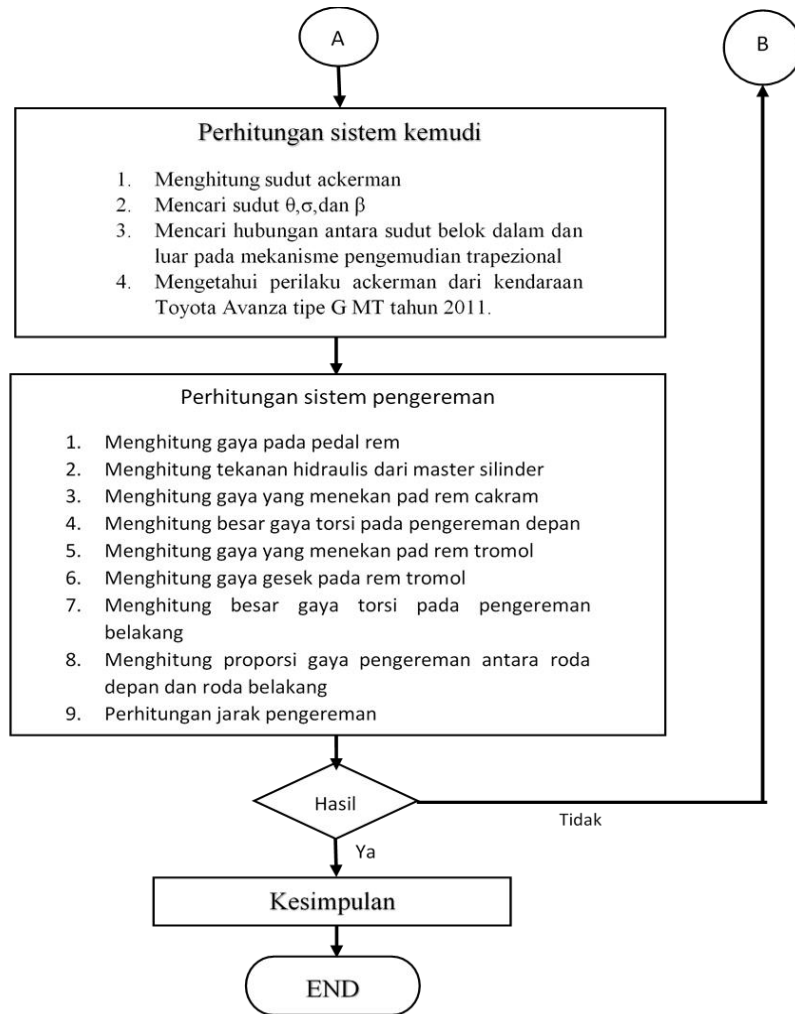 A
B
Perhitungan sistem kemudi
1. Menghitung sudut ackerman
2. Mencari sudut θ,σ,dan β
3. Mencari hubungan antara sudut belok dalam dan
luar pada mekanisme pengemudian trapezional
4. Mengetahui perilaku ackerman dari kendaraan
Toyota Avanza tipe G MT tahun 2011.
Perhitungan sistem pengereman
1. Menghitung gaya pada pedal rem
2. Menghitung tekanan hidraulis dari master silinder
3. Menghitung gaya yang menekan pad rem cakram
4. Menghitung besar gaya torsi pada pengereman depan
5. Menghitung gaya yang menekan pad rem tromol
6. Menghitung gaya gesek pada rem tromol
7. Menghitung besar gaya torsi pada pengereman
belakang
8. Menghitung proporsi gaya pengereman antara roda
depan dan roda belakang
9. Perhitungan jarak pengereman
Hasil
Tidak
Ya
Kesimpulan
END